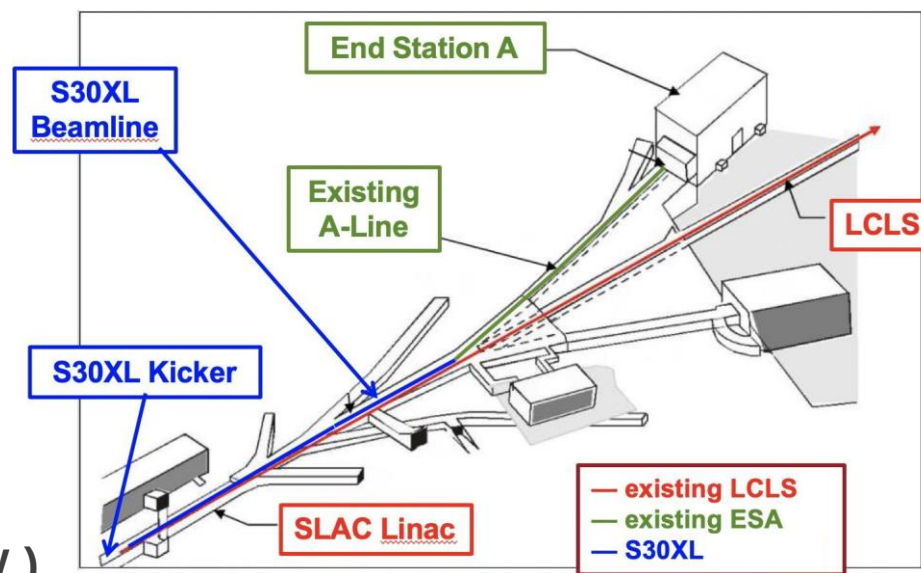 End Station A
S30XL
Beamline
Existing
A-Line
LCLS
S30XL Kicker
SLAC Linac
— existing LCLS
— existing ESA
— S30XL